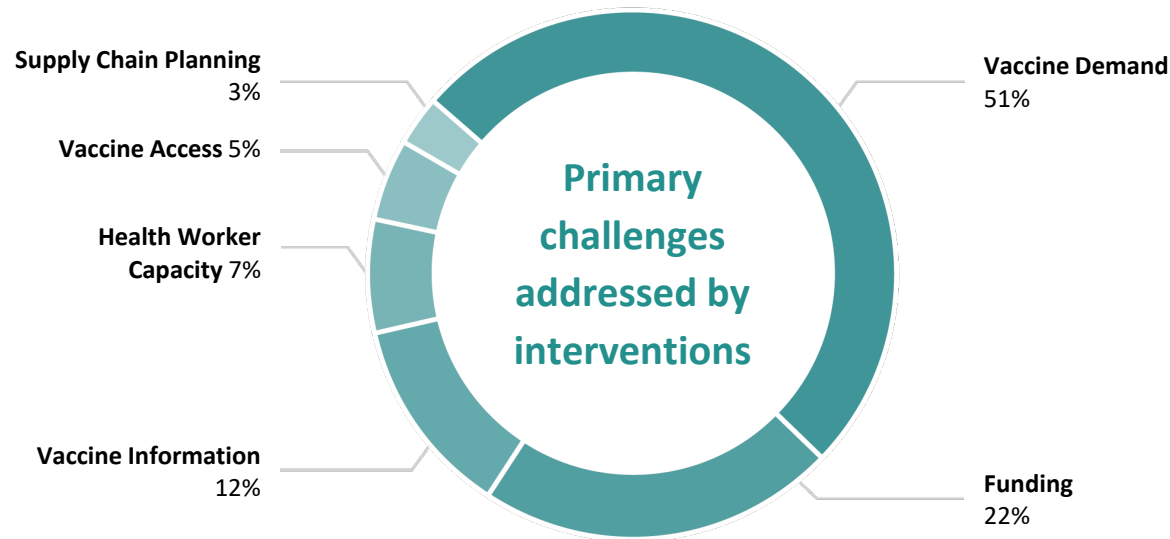 Supply Chain Planning
3%
Vaccine Access 5%
Health Worker
Capacity 7%
Vaccine Information
12%
Primary
challenges
addressed by
interventions
Vaccine Demand
51%
Funding
22%